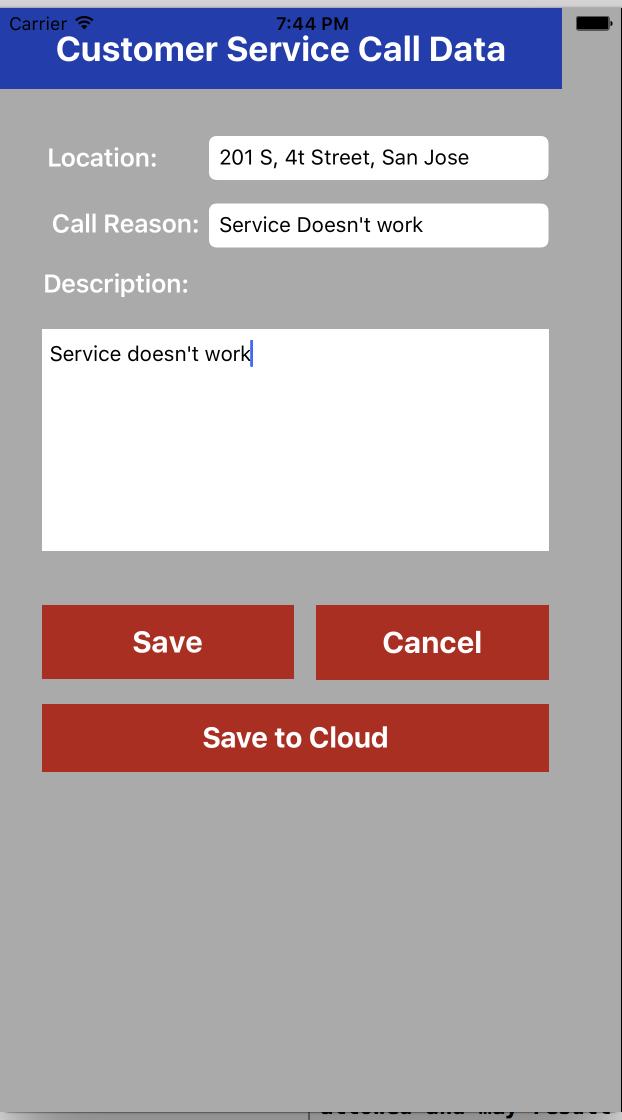 Carrier 7:44 PM
Customer Service Call Data
Location: 201 S, 4t Street, San Jose
Call Reason: Service Doesn't work
Description:
Service doesn't work
Save Cancel
Save to Cloud